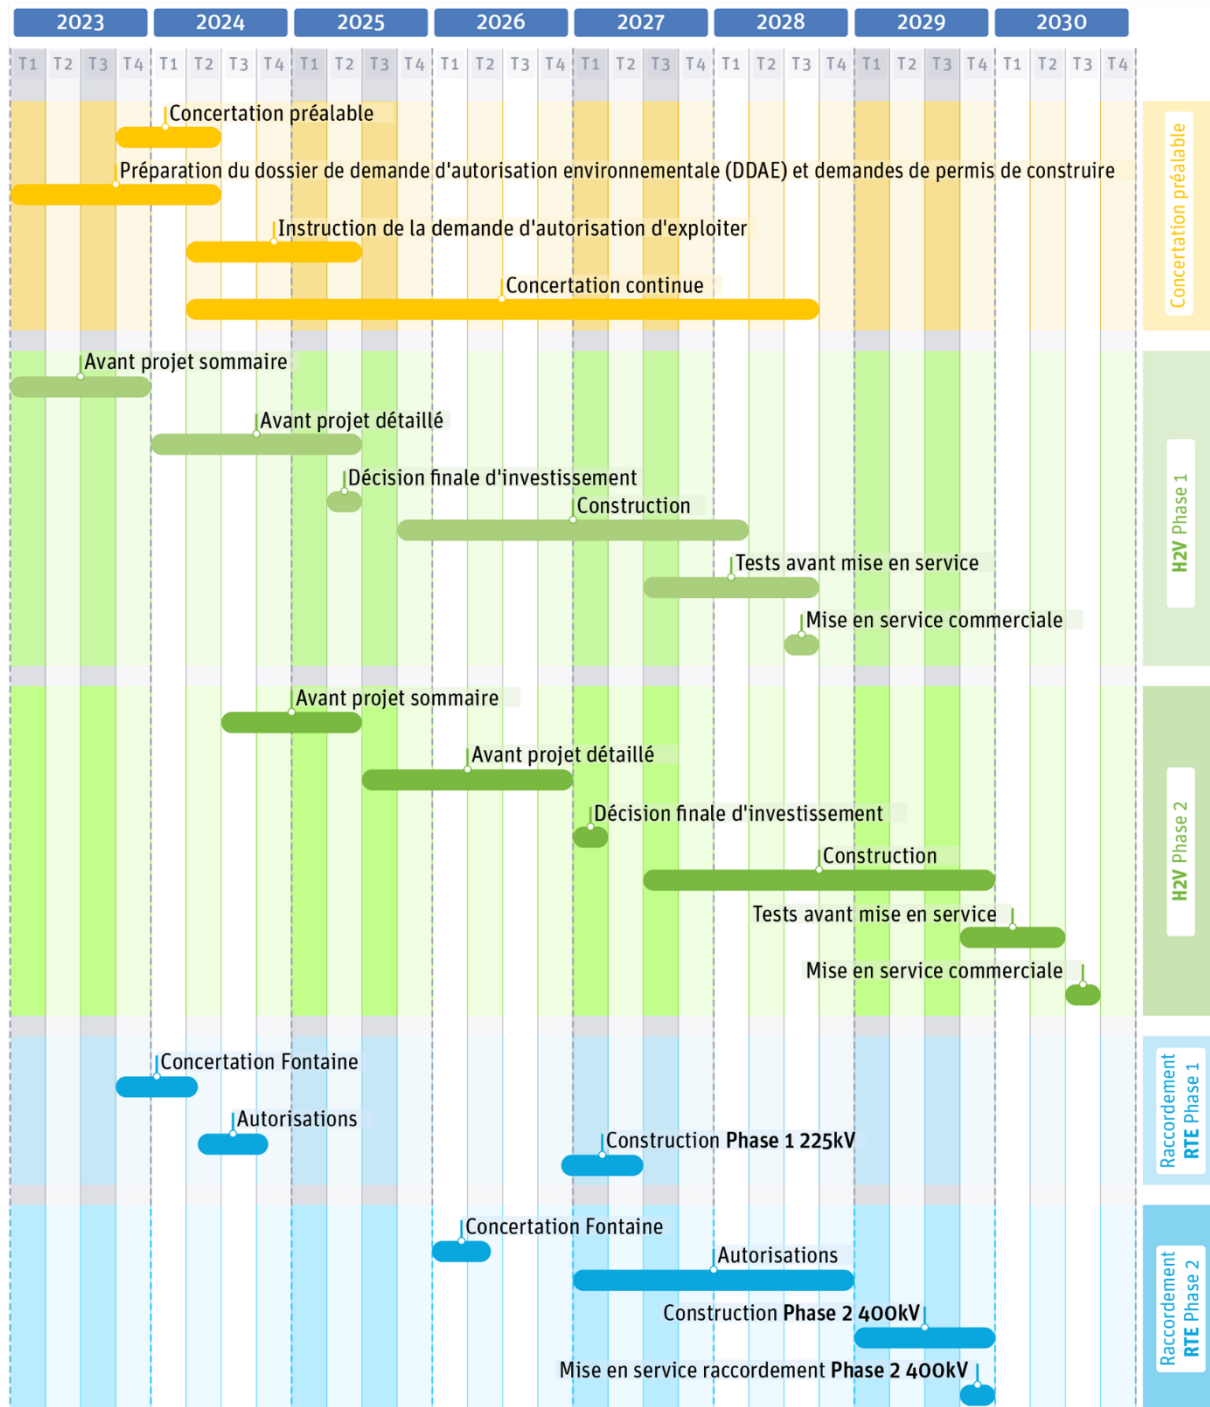 2023 2024 2025 2026 2027 2028 2029 2030
T1 T2 T3 T4 T1 T2 T3 T4 T1 T2 T3 T4 T1 T2 T3 T4 T1 T2 T3 T4 T1 T2 T3 T4 T1 T2 T3 T4 T1 T2 T3 T4
Concertation préalable
Préparation du dossier de demande d'autorisation environnementale (DDAE) et demandes de permis de construire
Instruction de la demande d'autorisation d'exploiter
Concertation continue
Concertation préalable
Avant projet sommaire
Avant projet détaillé
Décision finale d'investissement
Construction
Tests avant mise en service
Mise en service commerciale
H2V Phase 1
Avant projet sommaire
Avant projet détaillé
Décision finale d'investissement
Construction
Tests avant mise en service
Mise en service commerciale
H2V Phase 2
Concertation Fontaine
Autorisations
Construction Phase 1 225kV
Raccordement
RTE Phase 1
Concertation Fontaine
Autorisations
Construction Phase 2 400kV
Mise en service raccordement Phase 2 400kV
Raccordement
RTE Phase 2